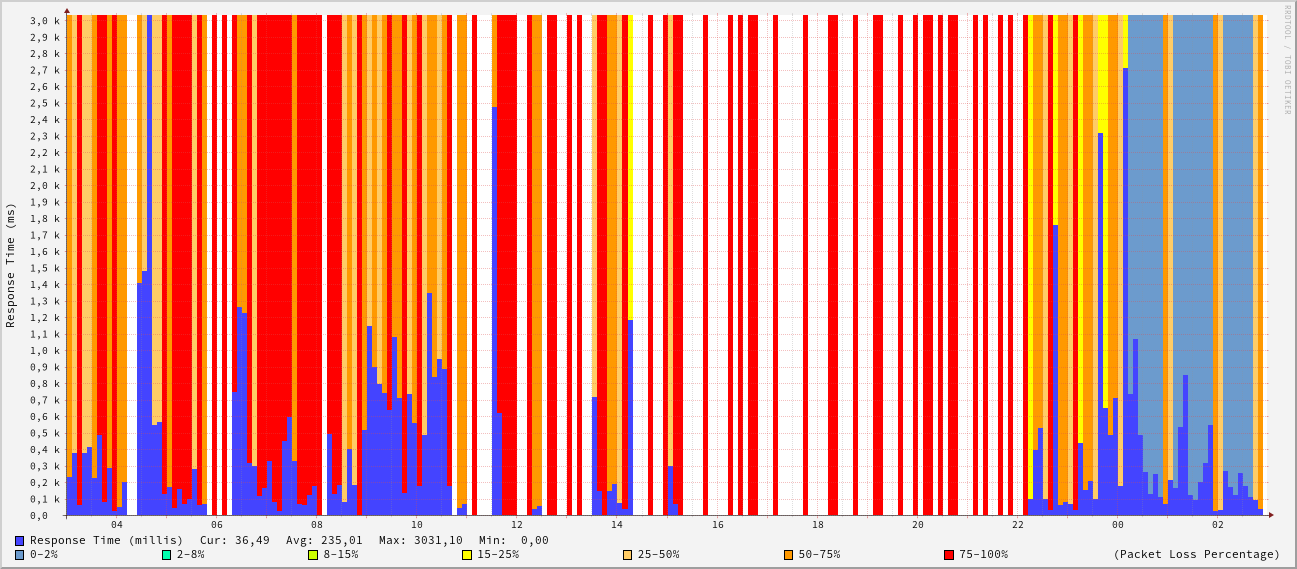 RRDTOOL / TOBI OETIKER
Response Time (ms)
3,0 k
2,9 k
2,8 k
2,7 k
2,6 k
2,5 k
2,4 k
2,3 k
2,2 k
2,1 k
2,0 k
1,9 k
1,8 k
1,7 k
1,6 k
1,5 k
1,4 k
1,3 k
1,2 k
1,1 k
1,0 k
0,9 k
0,8 k
0,7 k
0,6 k
0,5 k
0,4 k
0,3 k
0,2 k
0,1 k
0,0
04 06 08 10 12 14 16 18 20 22 00 02
Response Time (millis) Cur: 36,49 Avg: 235,01 Max: 3031,10 Min: 0,00
0-2% 2-8% 8-15% 15-25% 25-50% 50-75% 75-100% (Packet Loss Percentage)